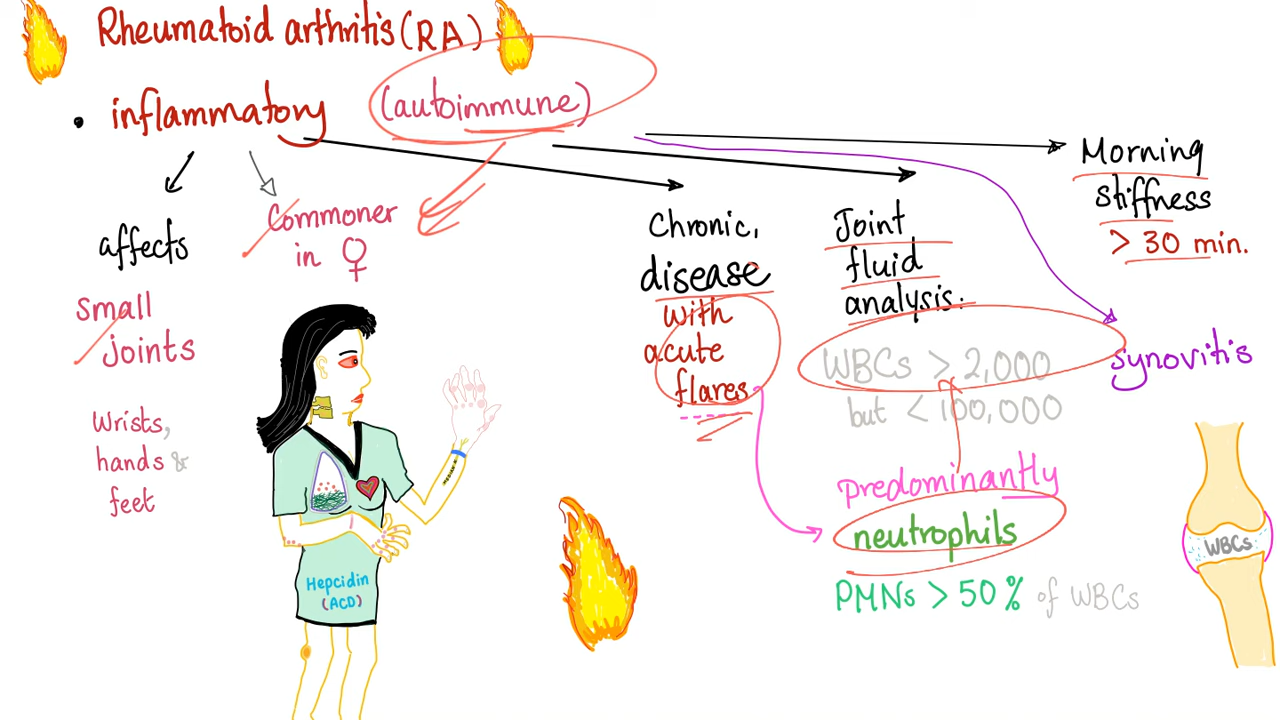 Rheumatoid arthritis (RA)
• inflammatory (autoimmune)
affects
Small
Joints
Wrists,
hands &
feet
Commoner
in ♀
Chronic,
disease
With
acute
flares
Joint
fluid
analysis:
WBCs > 2,000
but < 100,000
predominantly
neutrophils
PMNs > 50% of WBCs
Morning
stiffness
> 30 min.
synovitis
Hepcidin
(ACD)
WBCs